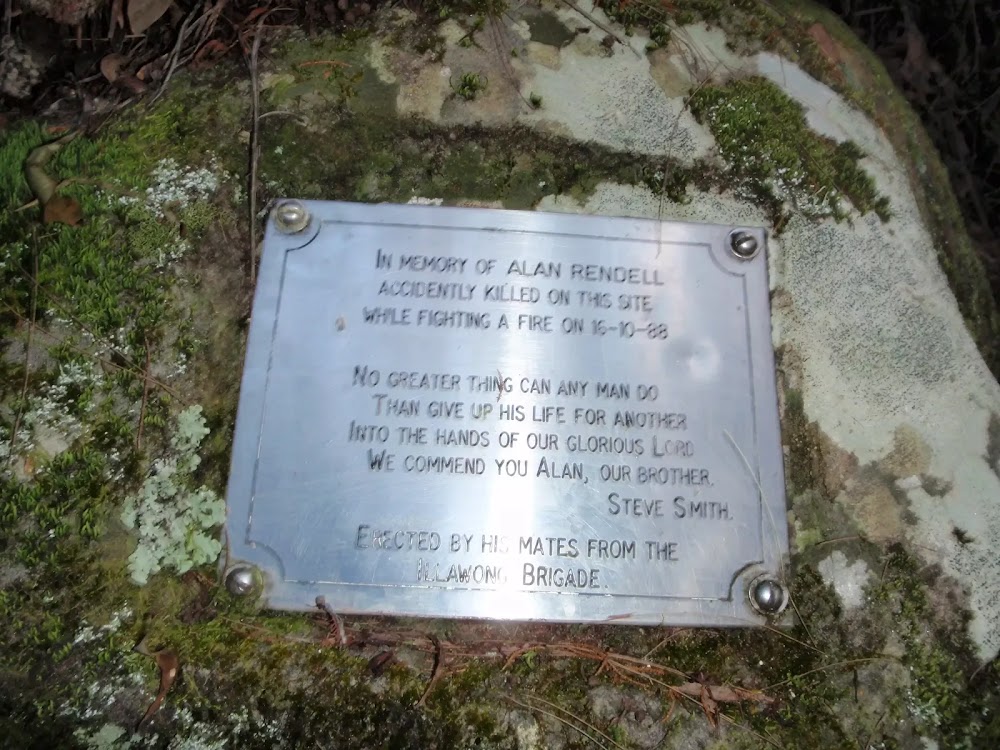 In memory of Alan Rendell
accidently killed on this site
while fighting a fire on 16-10-88
No greater thing can any man do
Than give up his life for another
Into the hands of our glorious Lord
We commend you Alan, our brother.
Steve Smith.
Erected by his mates from the
Illawong Brigade.